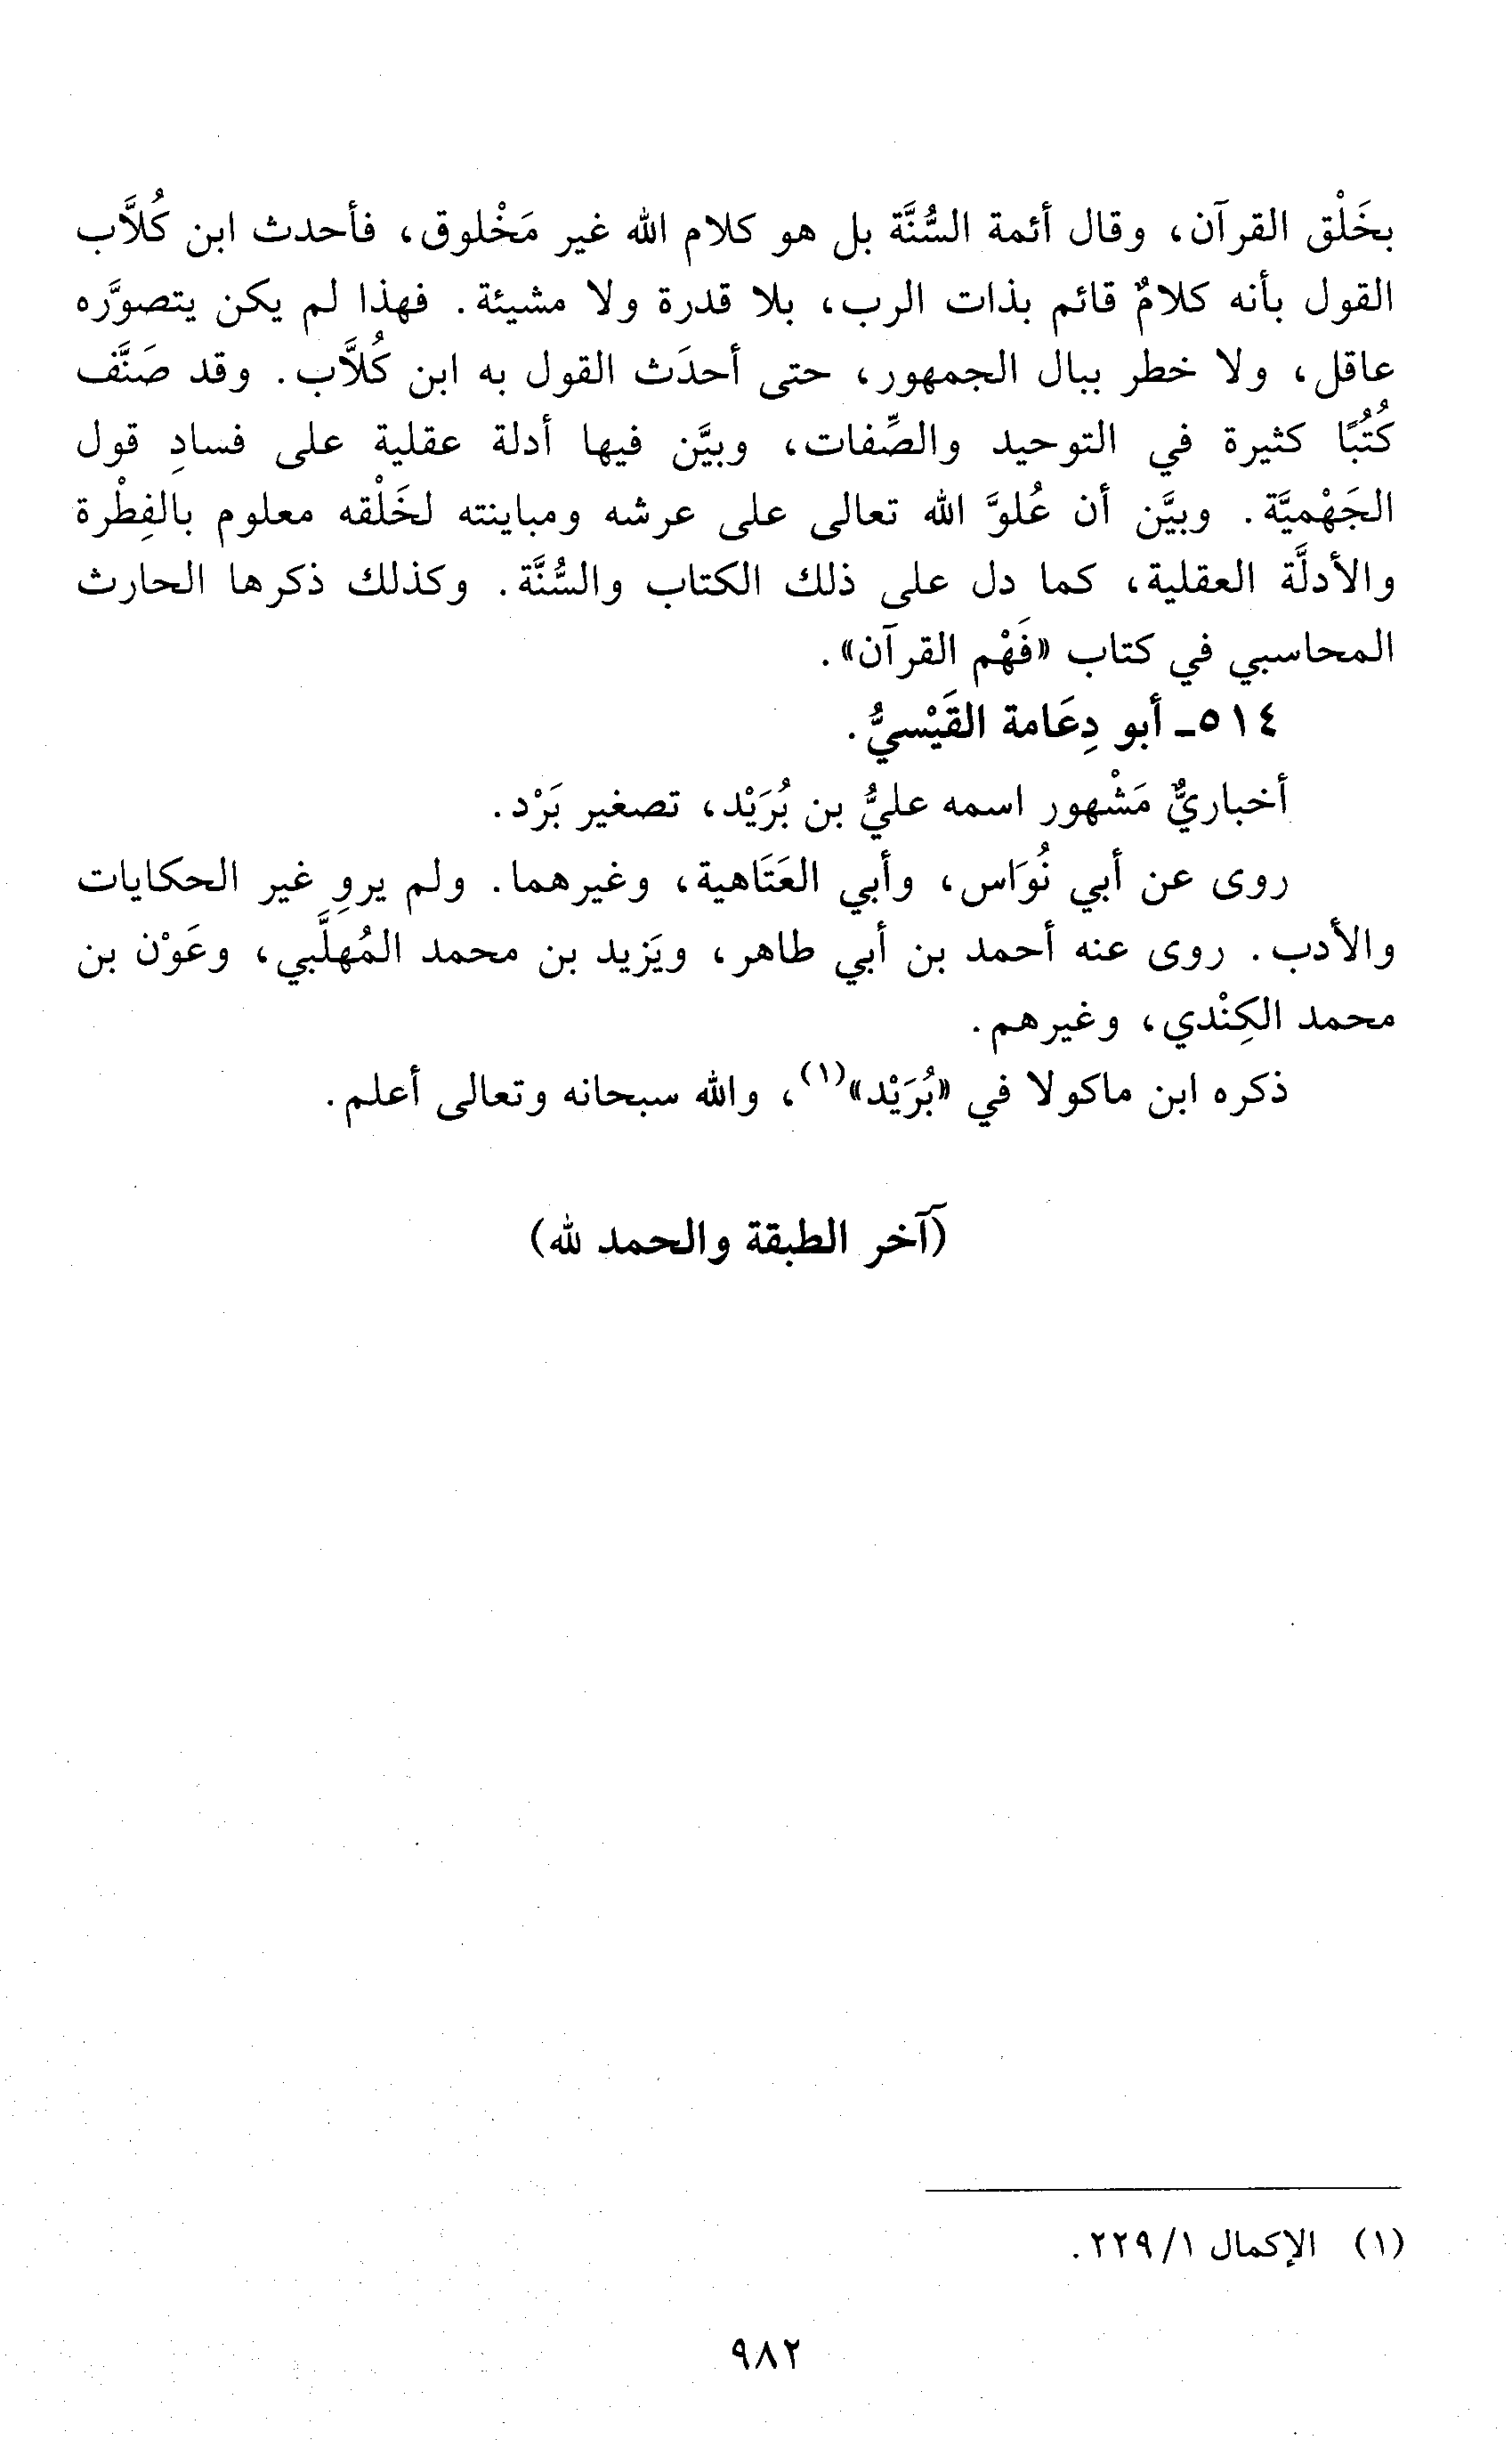 بخَلْق القرآن، وقال أئمة السُّنَّة بل هو كلام الله غير مَخْلوق، فأحدث ابن كُلاَّب
القول بأنه كلامٌ قائم بذات الرب، بلا قدرة ولا مشيئة. فهذا لم يكن يتصوَّره
عاقل، ولا خطر ببال الجمهور، حتى أحدَث القول به ابن كُلاَّب. وقد صَنَّف
كُتُبًا كثيرة في التوحيد والصِّفات، وبيَّن فيها أدلة عقلية على فسادِ قول
الجَهْميَّة. وبيَّن أن عُلوَّ الله تعالى على عرشه ومباينته لخَلْقه معلوم بالفِطْرة
والأدلَّة العقلية، كما دل على ذلك الكتاب والسُّنَّة. وكذلك ذكرها الحارث
المحاسبي في كتاب «فَهْم القرآن».
٥١٤ـ أبو دِعَامة القَيْسيُّ.
أخباريٌّ مَشْهور اسمه عليُّ بن بُرَيْد، تصغير بَرْد.
روى عن أبي نُوَاس، وأبي العَتَاهية، وغيرهما. ولم يروِ غير الحكايات
والأدب. روى عنه أحمد بن أبي طاهر، ويَزيد بن محمد المُهلَّبي، وعَوْن بن
محمد الكِنْدي، وغيرهم.
ذكره ابن ماكولا في «بُرَيْد»(١)، والله سبحانه وتعالى أعلم.
(آخر الطبقة والحمد لله)
(١) الإكمال ١/ ٢٢٩.
٩٨٢